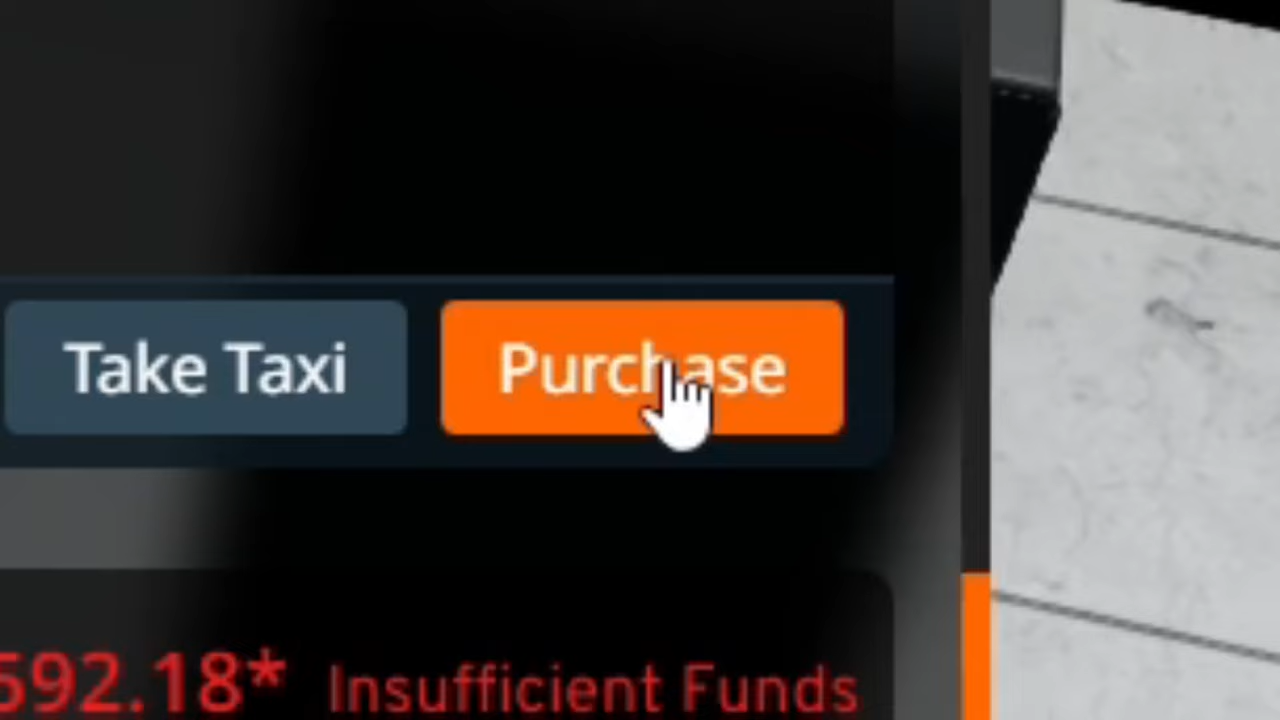 Take Taxi Purchase
592.18* Insufficient Funds